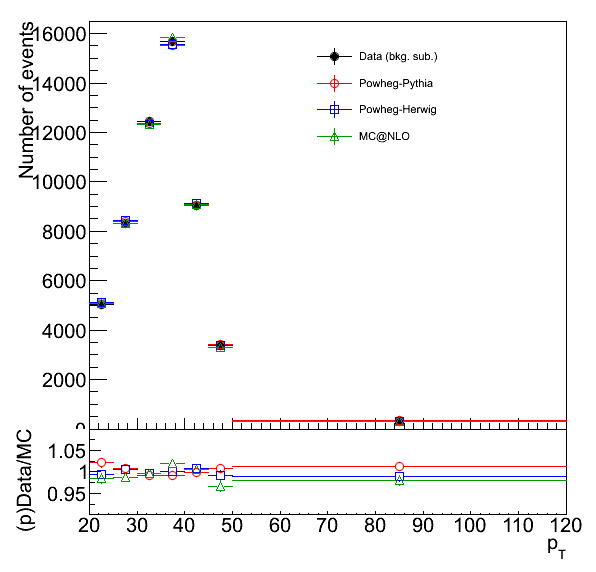 Number of events
16000
14000
12000
10000
8000
6000
4000
2000
0
Data (bkg. sub.)
Powheg-Pythia
Powheg-Herwig
MC@NLO
(p)Data/MC
1.05
1
0.95
20 30 40 50 60 70 80 90 100 110 120
pT